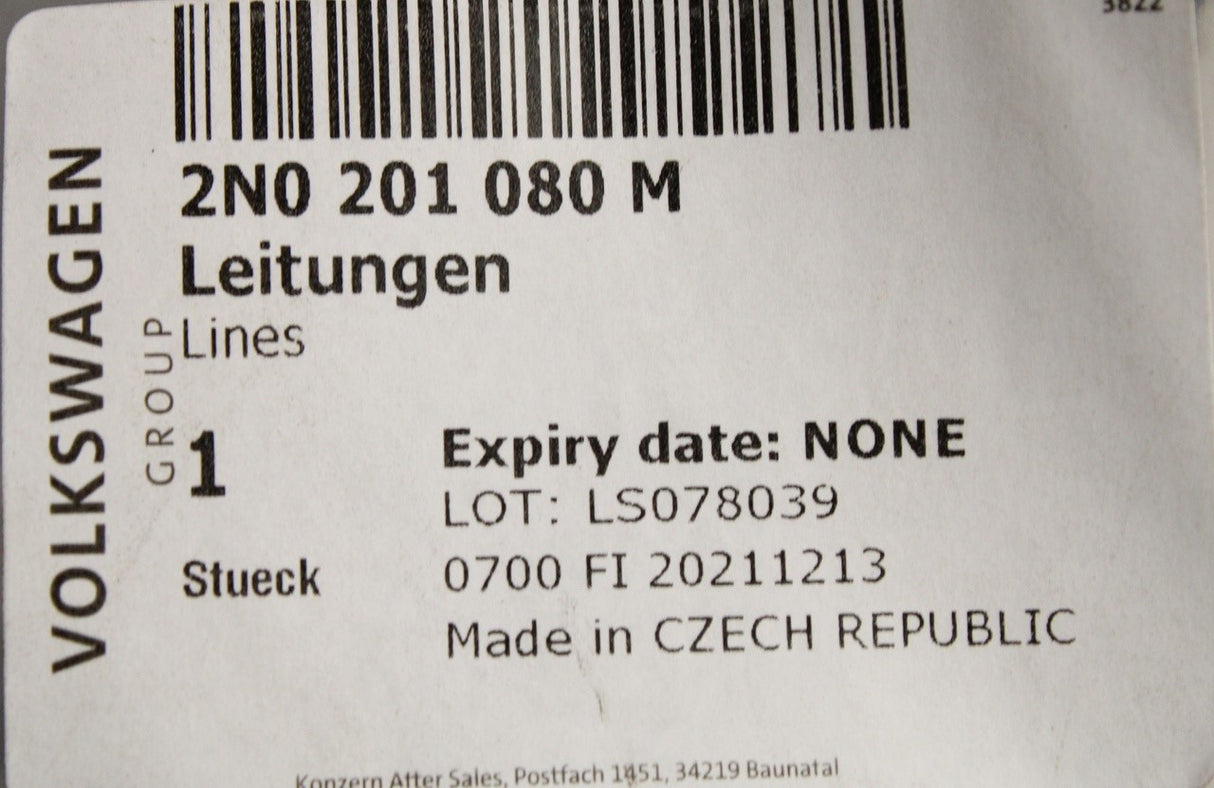 3822
2N0 201 080 M
Leitungen
Lines
VOLKSWAGEN
GROUP
1
Stueck
Expiry date: NONE
LOT: LS078039
0700 FI 20211213
Made in CZECH REPUBLIC
Konzern After Sales, Postfach 1451, 34219 Baunatal